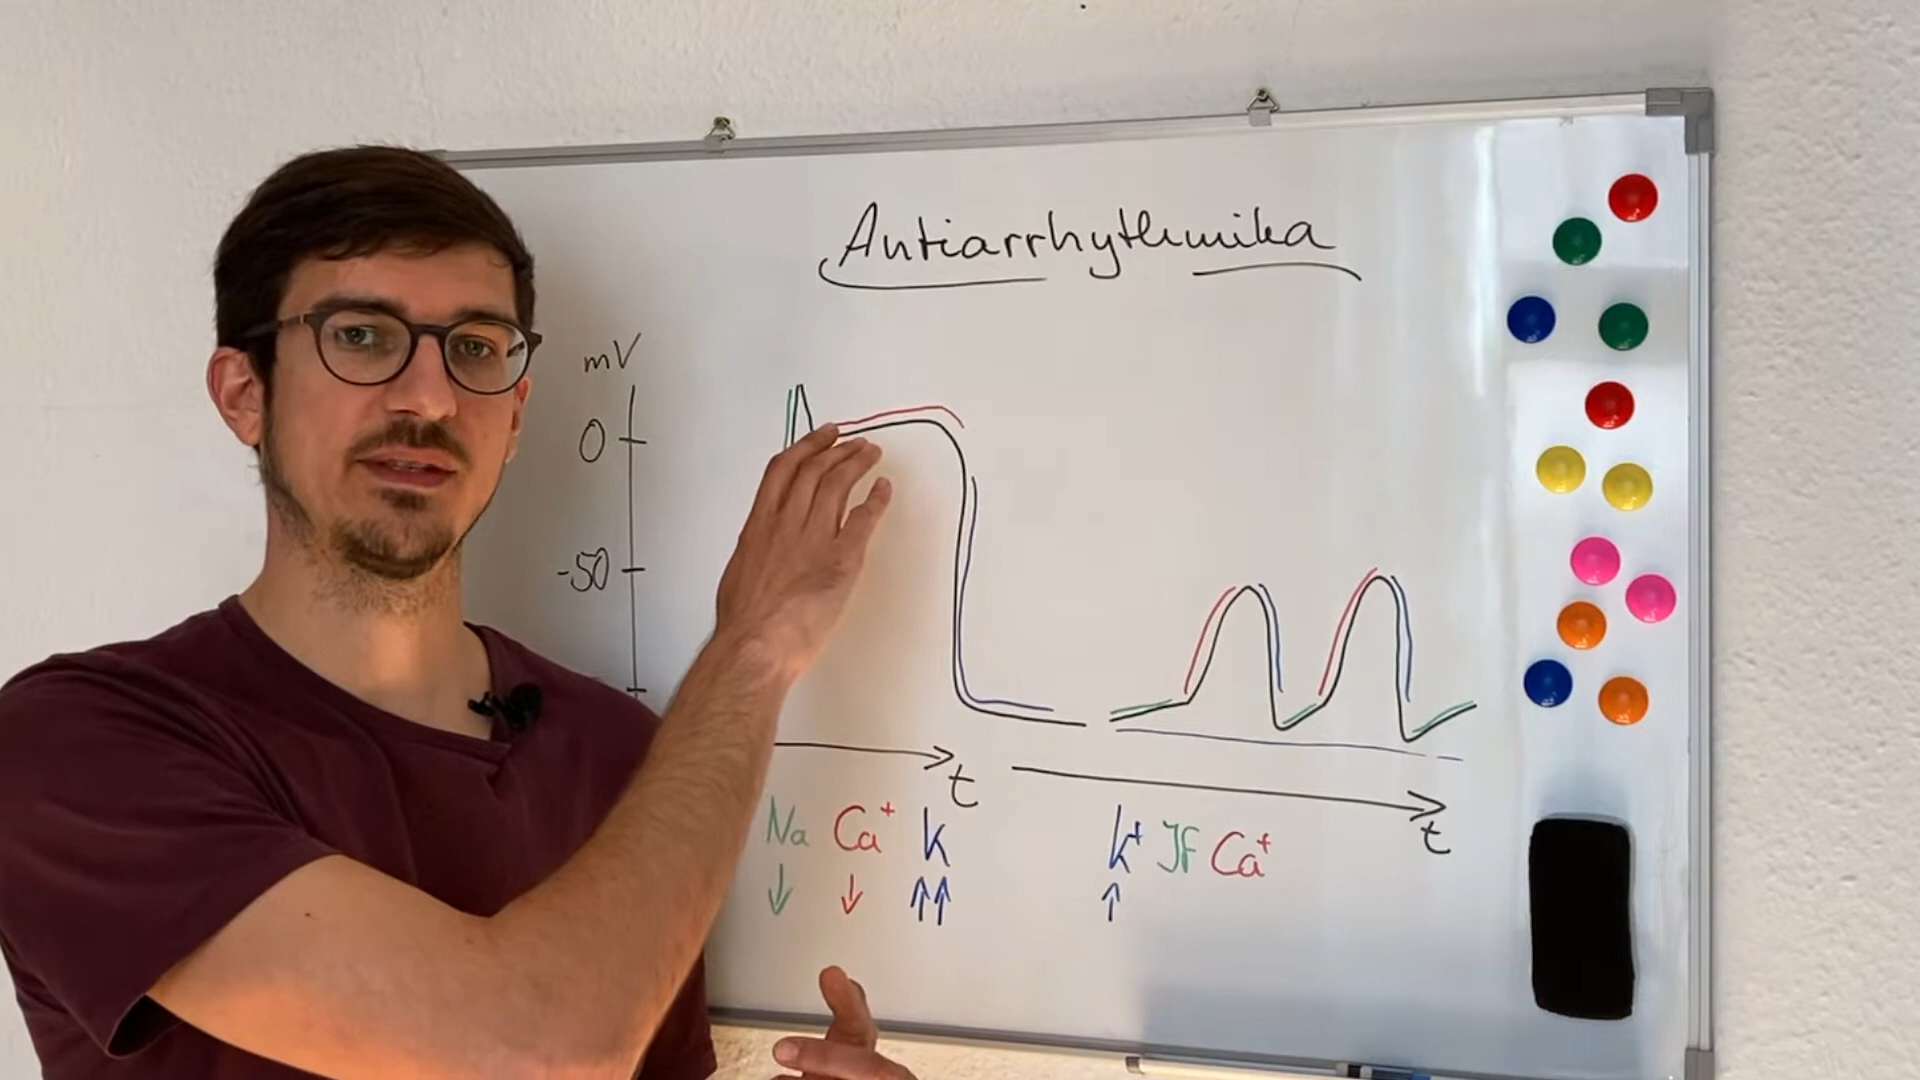 Antiarrhythmika
mV
0
-50
t
t
Na Ca+ K
K+ If Ca+
↓ ↓ ↑↑ ↑